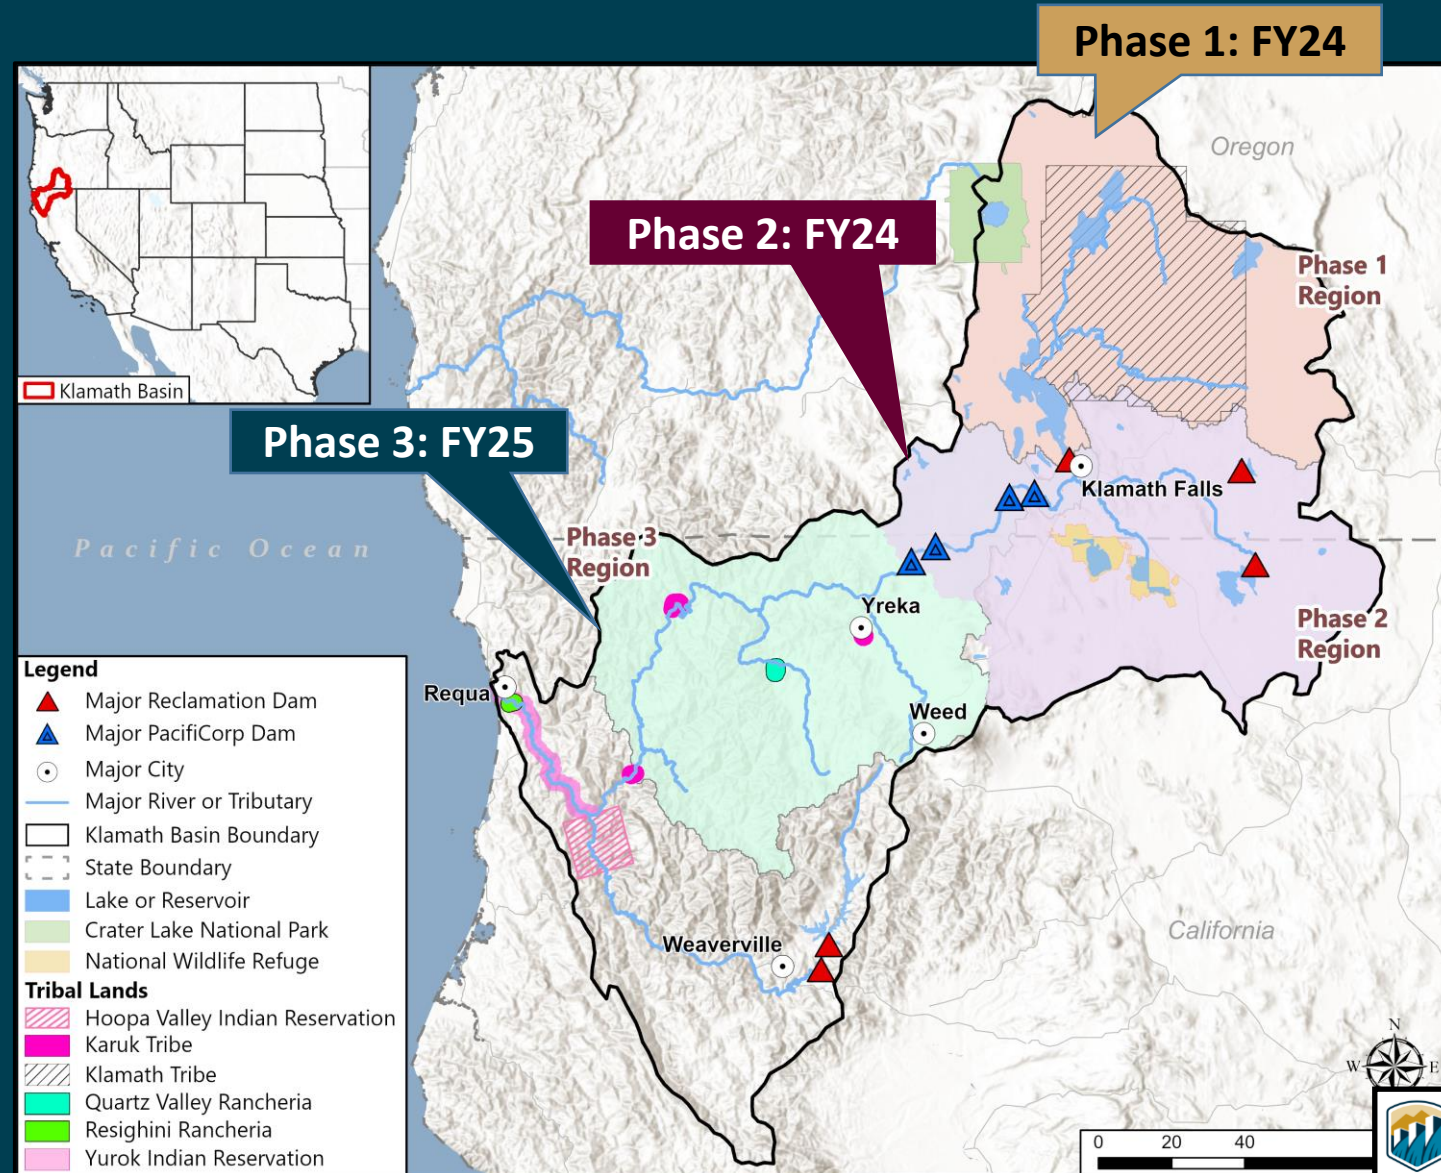 Phase 1: FY24
Oregon
Phase 2: FY24
Phase 1
Region
Klamath Basin
Phase 3: FY25
Klamath Falls
Pacific Ocean
Phase 3
Region
Yreka
Phase 2
Region
Requa
Weed
Weaverville
California
Legend
Major Reclamation Dam
Major PacifiCorp Dam
Major City
Major River or Tributary
Klamath Basin Boundary
State Boundary
Lake or Reservoir
Crater Lake National Park
National Wildlife Refuge
Tribal Lands
Hoopa Valley Indian Reservation
Karuk Tribe
Klamath Tribe
Quartz Valley Rancheria
Resighini Rancheria
Yurok Indian Reservation
N
W
E
0 20 40